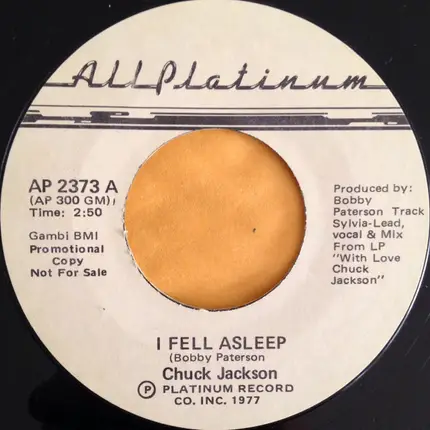 All Platinum
AP 2373 A
(AP 300 GM)
Time: 2:50
Gambi BMI
Promotional
Copy
Not For Sale
Produced by:
Bobby
Paterson Track
Sylvia-Lead,
vocal & Mix
From LP
"With Love
Chuck
Jackson"
I FELL ASLEEP
(Bobby Paterson
Chuck Jackson
Ⓟ PLATINUM RECORD
CO. INC. 1977